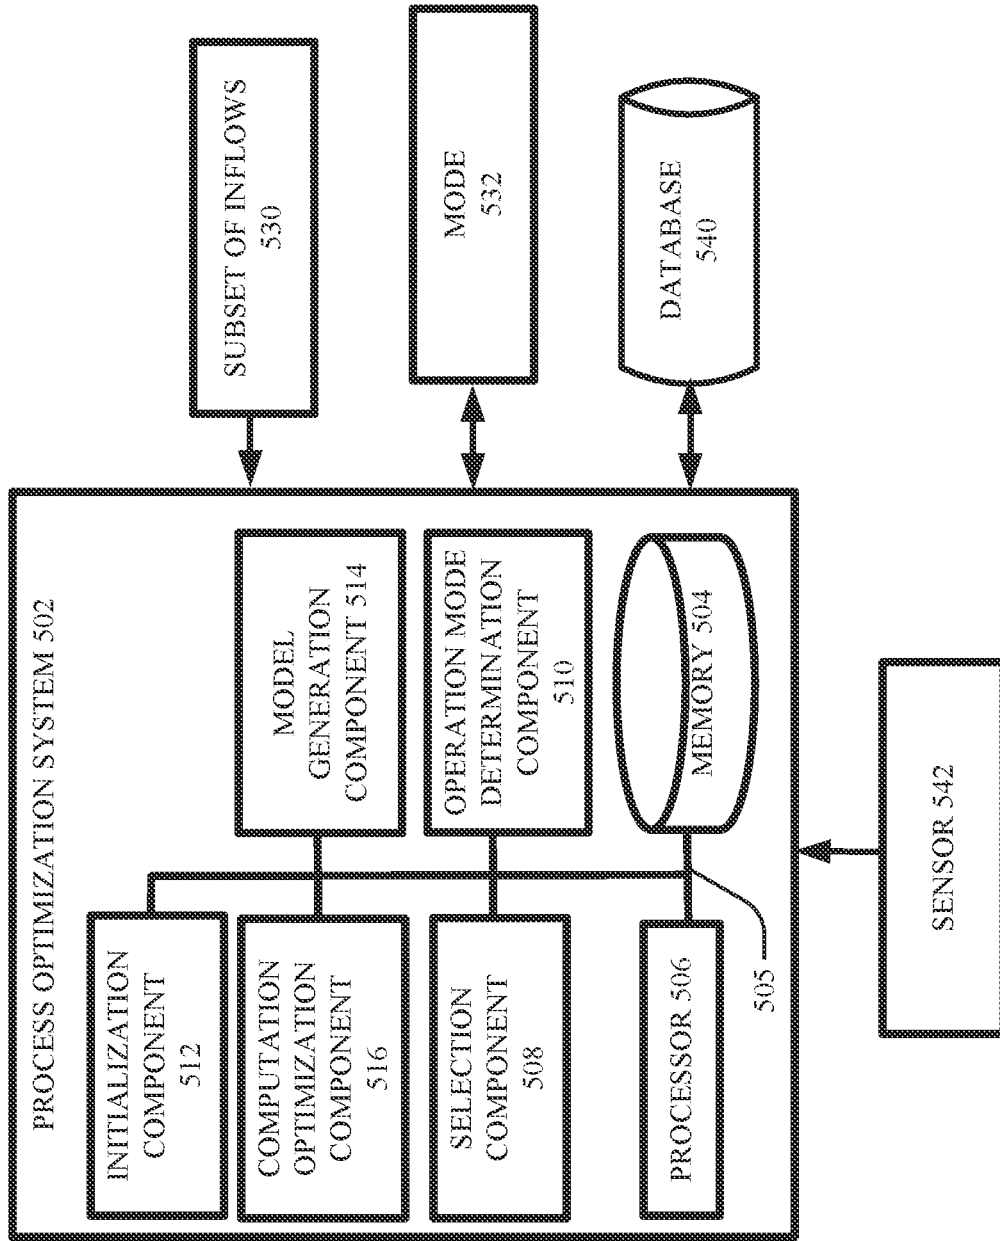 PROCESS OPTIMIZATION SYSTEM 502
INITIALIZATION
COMPONENT
512
MODEL
GENERATION
COMPONENT 514
COMPUTATION
OPTIMIZATION
COMPONENT
516
OPERATION MODE
DETERMINATION
COMPONENT
510
SELECTION
COMPONENT
508
MEMORY 504
PROCESSOR 506
505
SUBSET OF INFLOWS
530
MODE
532
DATABASE
540
SENSOR 542